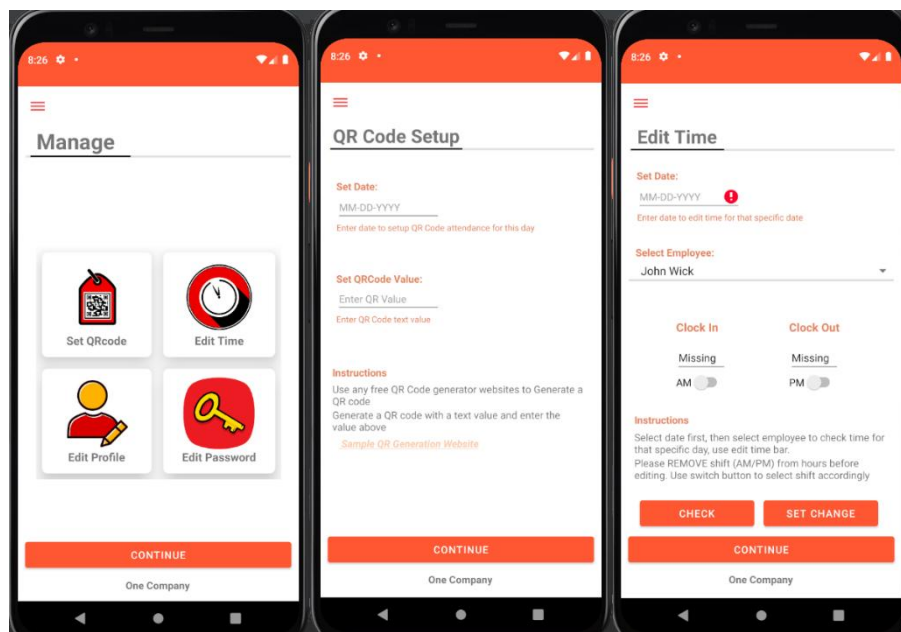 8:26
Manage
Set QRcode
Edit Time
Edit Profile
Edit Password
CONTINUE
One Company
8:26
QR Code Setup
Set Date:
MM-DD-YYYY
Enter date to setup QR Code attendance for this day
Set QRCode Value:
Enter QR Value
Enter QR Code text value
Instructions
Use any free QR Code generator websites to Generate a
QR code
Generate a QR code with a text value and enter the
value above
Sample QR Generation Website
CONTINUE
One Company
8:26
Edit Time
Set Date:
MM-DD-YYYY
Enter date to edit time for that specific date
Select Employee:
John Wick
Clock In
Clock Out
Missing
Missing
AM
PM
Instructions
Select date first, then select employee to check time for
that specific day, use edit time bar.
Please REMOVE shift (AM/PM) from hours before
editing. Use switch button to select shift accordingly
CHECK
SET CHANGE
CONTINUE
One Company